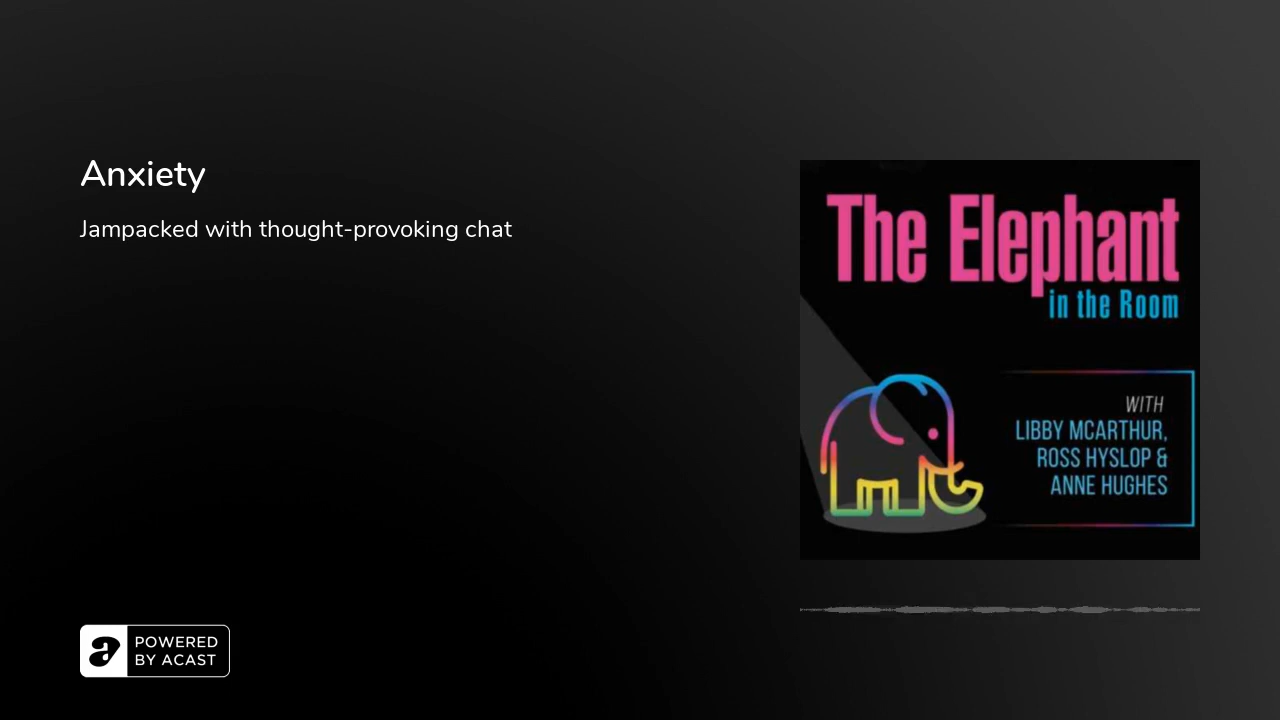 Anxiety
Jampacked with thought-provoking chat
The Elephant
in the Room
WITH
LIBBY MCARTHUR,
ROSS HYSLOP &
ANNE HUGHES
a
POWERED
BY ACAST